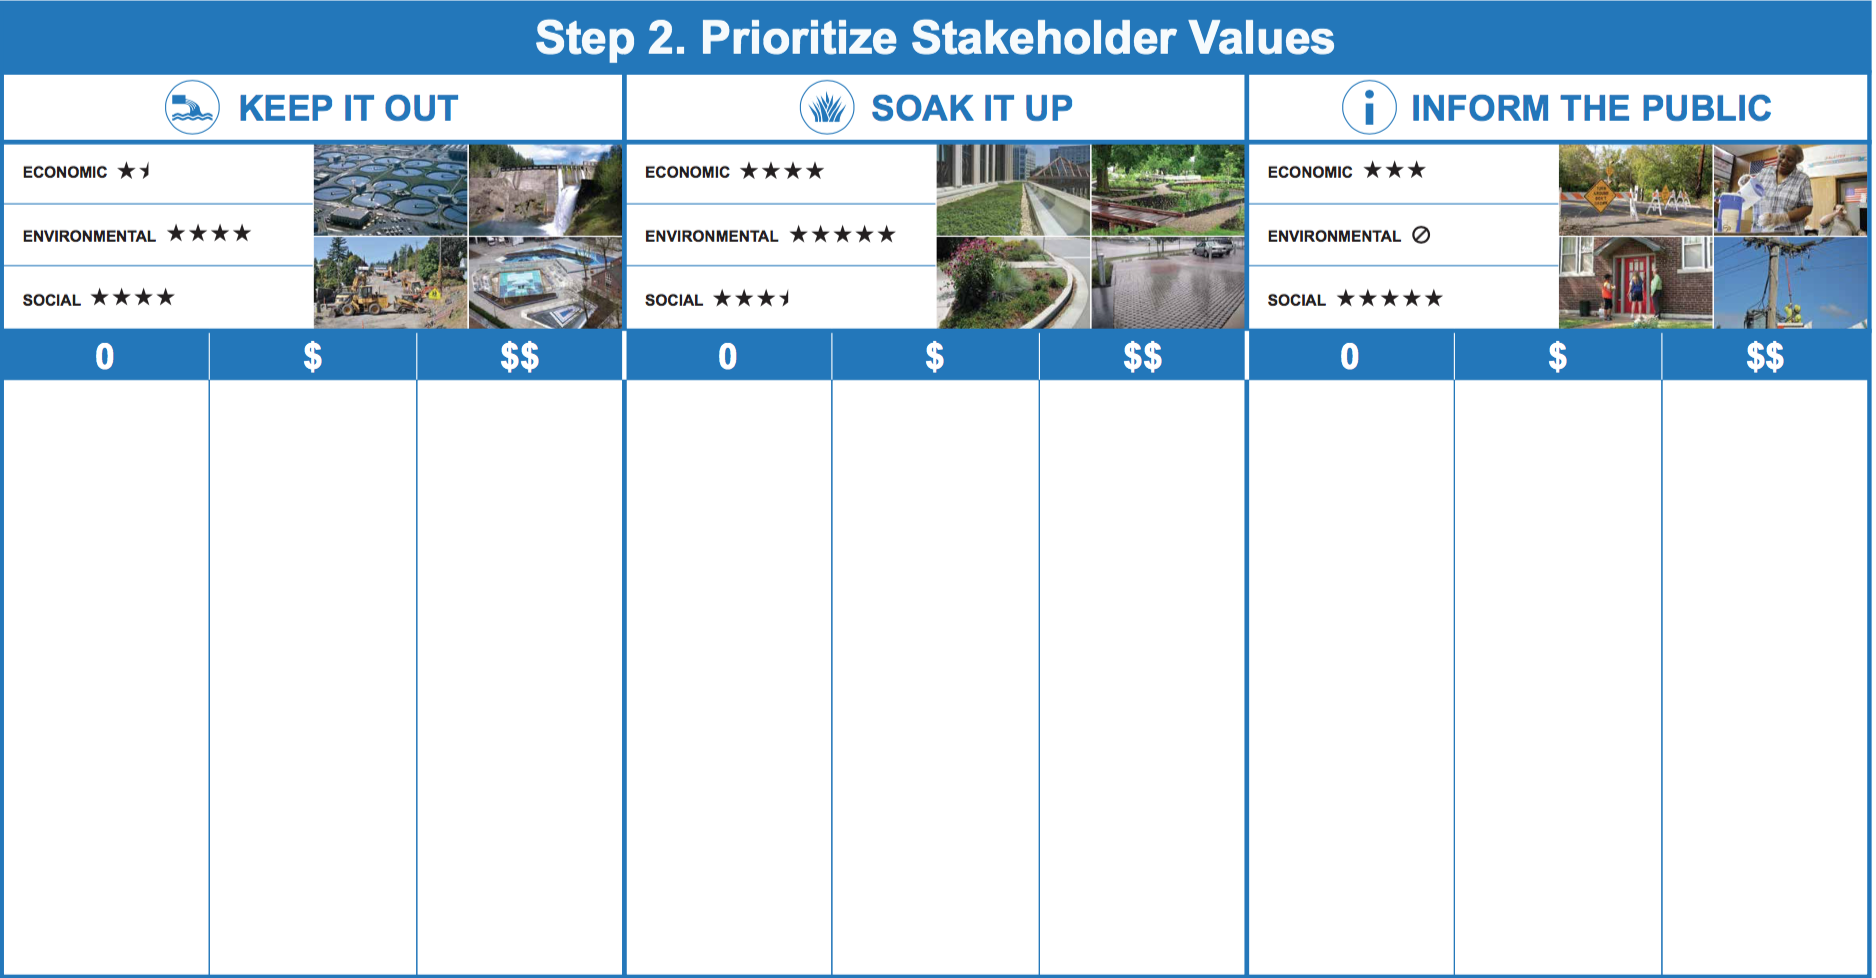 Step 2. Prioritize Stakeholder Values
KEEP IT OUT
ECONOMIC
ENVIRONMENTAL
SOCIAL
0 $ $$
SOAK IT UP
ECONOMIC
ENVIRONMENTAL
SOCIAL
0 $ $$
i INFORM THE PUBLIC
ECONOMIC
ENVIRONMENTAL
SOCIAL
0 $ $$